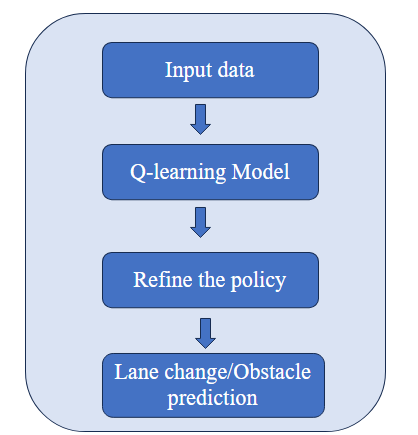 Input data
Q-learning Model
Refine the policy
Lane change/Obstacle
prediction